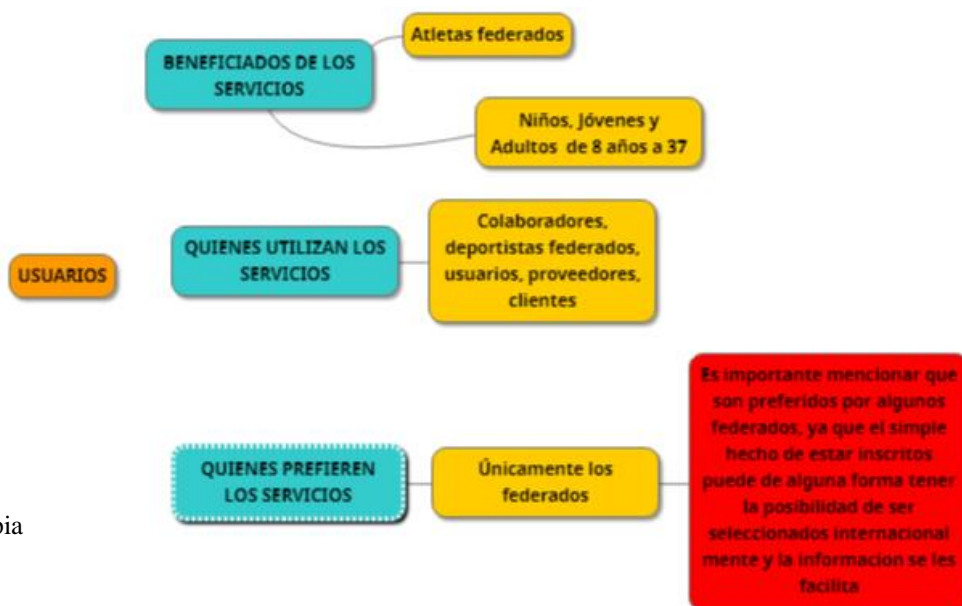 Atletas federados
BENEFICIADOS DE LOS
SERVICIOS
Niños, Jóvenes y
Adultos de 8 años a 37
USUARIOS
QUIENES UTILIZAN LOS
SERVICIOS
Colaboradores,
deportistas federados,
usuarios, proveedores,
clientes
QUIENES PREFIEREN
LOS SERVICIOS
Únicamente los
federados
Es importante mencionar que
son preferidos por algunos
federados, ya que el simple
hecho de estar inscritos
puede de alguna forma tener
la posibilidad de ser
seleccionados internacional
mente y la informacion se les
facilita